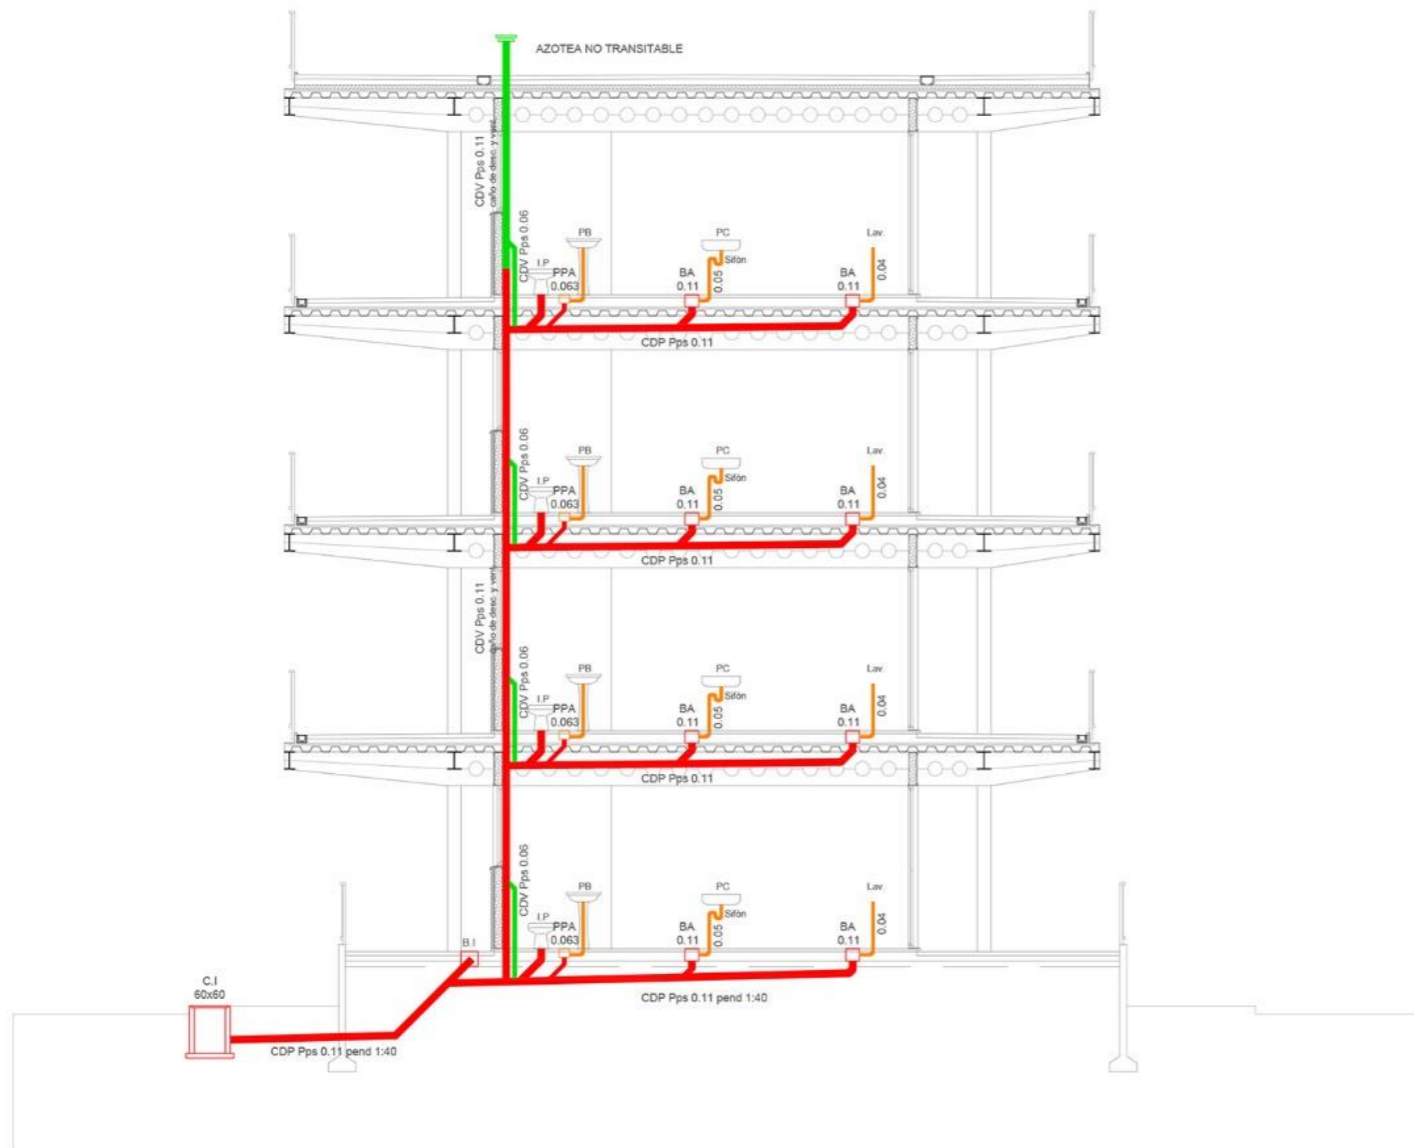 AZOTEA NO TRANSITABLE
CDV Pps 0.11
caño de desc. y vent.
CDV Pps 0.06
I.P
PPA
0.063
PB
BA
0.11
PC
Sifón
0.05
BA
0.11
Lav.
0.04
CDP Pps 0.11
CDV Pps 0.06
I.P
PPA
0.063
PB
BA
0.11
PC
Sifón
0.05
BA
0.11
Lav.
0.04
CDP Pps 0.11
CDV Pps 0.11
caño de desc. y vent.
CDV Pps 0.06
I.P
PPA
0.063
PB
BA
0.11
PC
Sifón
0.05
BA
0.11
Lav.
0.04
CDP Pps 0.11
CDV Pps 0.06
B.I
I.P
PPA
0.063
PB
BA
0.11
PC
Sifón
0.05
BA
0.11
Lav.
0.04
CDP Pps 0.11 pend 1:40
C.I
60x60
CDP Pps 0.11 pend 1:40